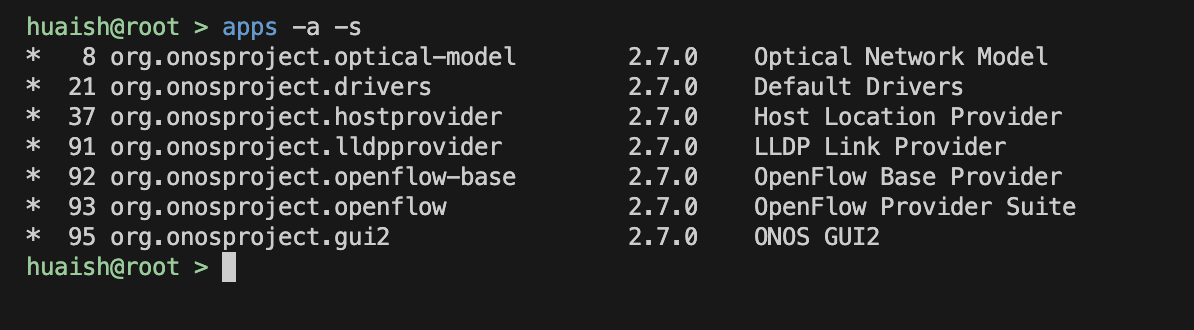 huaish@root > apps -a -s
*   8 org.onosproject.optical-model        2.7.0    Optical Network Model
*  21 org.onosproject.drivers              2.7.0    Default Drivers
*  37 org.onosproject.hostprovider         2.7.0    Host Location Provider
*  91 org.onosproject.lldpprovider         2.7.0    LLDP Link Provider
*  92 org.onosproject.openflow-base        2.7.0    OpenFlow Base Provider
*  93 org.onosproject.openflow             2.7.0    OpenFlow Provider Suite
*  95 org.onosproject.gui2                 2.7.0    ONOS GUI2
huaish@root >